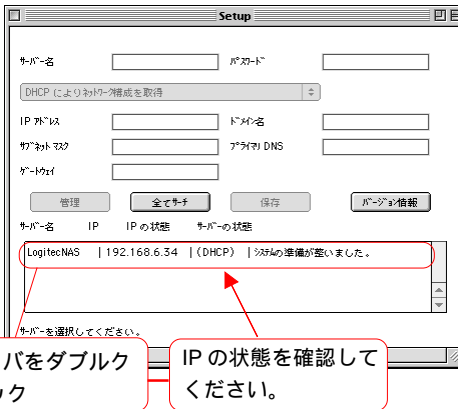 Setup
ｻｰﾊﾞｰ名 ﾊﾟｽﾜｰﾄﾞ
DHCP によりﾈｯﾄﾜｰｸ構成を取得
IP ｱﾄﾞﾚｽ ﾄﾞﾒｲﾝ名
ｻﾌﾞﾈｯﾄ ﾏｽｸ ﾌﾟﾗｲﾏﾘ DNS
ｹﾞｰﾄｳｪｲ
管理 全てｻｰﾁ 保存 ﾊﾞｰｼﾞｮﾝ情報
ｻｰﾊﾞｰ名 IP IP の状態 ｻｰﾊﾞｰの状態
LogitecNAS | 192.168.6.34 | (DHCP) | ｼｽﾃﾑの準備が整いました。
ｻｰﾊﾞｰを選択してください。
バをダブルク
ック
IP の状態を確認して
ください。